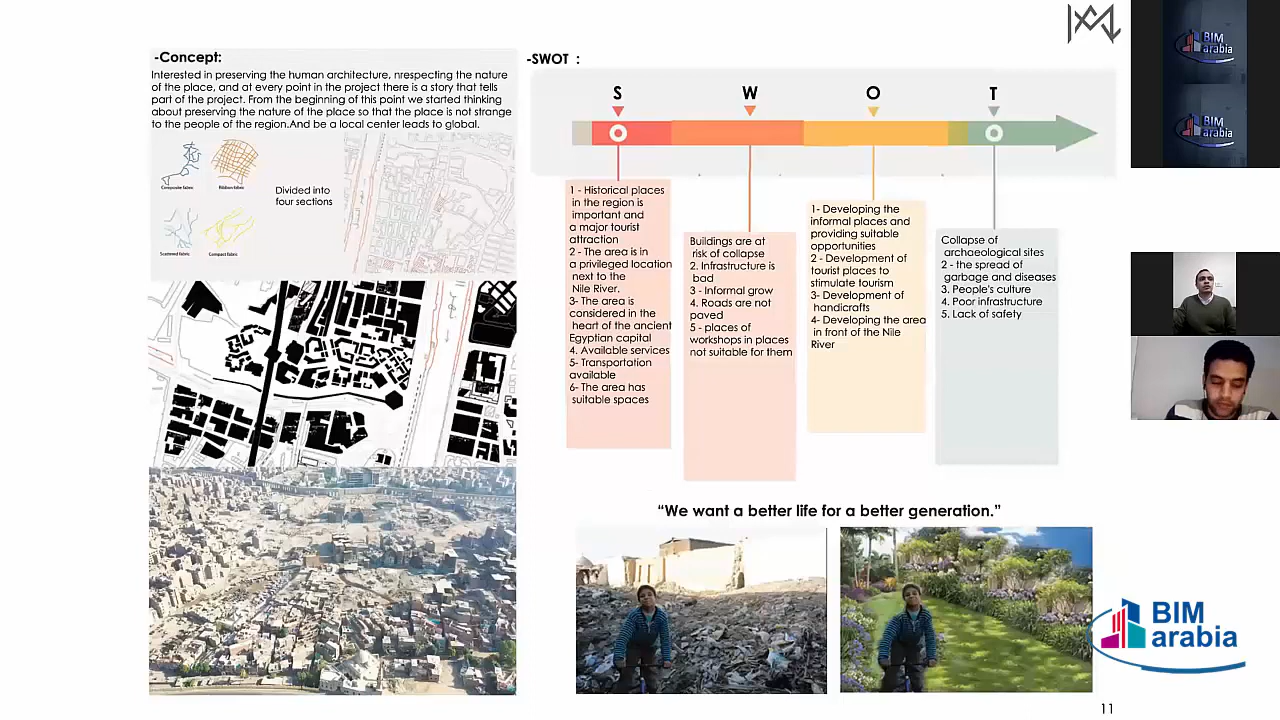 -Concept:
Interested in preserving the human architecture, nrespecting the nature
of the place, and at every point in the project there is a story that tells
part of the project. From the beginning of this point we started thinking
about preserving the nature of the place so that the place is not strange
to the people of the region.And be a local center leads to global.
Composite fabric
Ribbon fabric
Divided into
four sections
Scattered fabric
Compact fabric
-SWOT :
S
W
O
T
1 - Historical places
in the region is
important and
a major tourist
attraction
2 - The area is in
a privileged location
next to the
Nile River.
3- The area is
considered in the
heart of the ancient
Egyptian capital
4. Available services
5- Transportation
available
6- The area has
suitable spaces
Buildings are at
risk of collapse
2. Infrastructure is
bad
3 - Informal grow
4. Roads are not
paved
5 - places of
workshops in places
not suitable for them
1- Developing the
informal places and
providing suitable
opportunities
2 - Development of
tourist places to
stimulate tourism
3- Development of
handicrafts
4- Developing the area
in front of the Nile
River
Collapse of
archaeological sites
2 - the spread of
garbage and diseases
3. People's culture
4. Poor infrastructure
5. Lack of safety
“We want a better life for a better generation.”
BIM
arabia
BIM
arabia
BIM
arabia
11